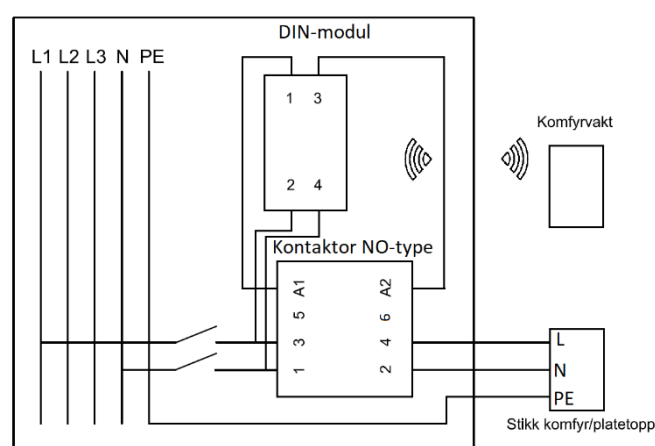 DIN-modul
L1 L2 L3 N PE
1 3
Komfyrvakt
2 4
Kontaktor NO-type
A1 A2
5 6
3 4
1 2
L
N
PE
Stikk komfyr/platetopp